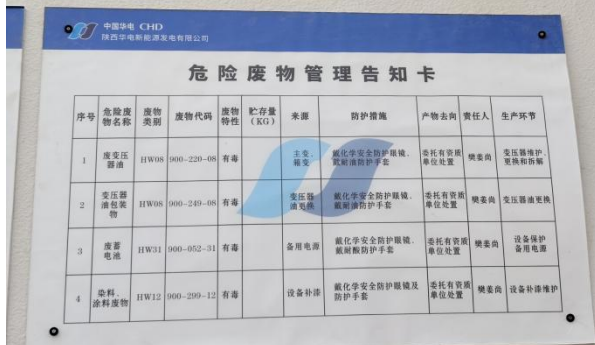 中国华电 CHD
陕西华电新能源发电有限公司
危险废物管理告知卡
序号 危险废物名称 废物类别 废物代码 废物特性 贮存量(KG) 来源 防护措施 产物去向 责任人 生产环节
1 废变压器油 HW08 900-220-08 有毒 主变、箱变 戴化学安全防护眼镜、戴耐油防护手套 委托有资质单位处置 樊姜尚 变压器维护、更换和拆解
2 变压器油包装物 HW08 900-249-08 有毒 变压器油更换 戴化学安全防护眼镜、戴耐油防护手套 委托有资质单位处置 樊姜尚 变压器油更换
3 废蓄电池 HW31 900-052-31 有毒 备用电源 戴化学安全防护眼镜、戴耐酸防护手套 委托有资质单位处置 樊姜尚 设备保护备用电源
4 染料、涂料废物 HW12 900-299-12 有毒 设备补漆 戴化学安全防护眼镜及防护手套 委托有资质单位处置 樊姜尚 设备补漆维护